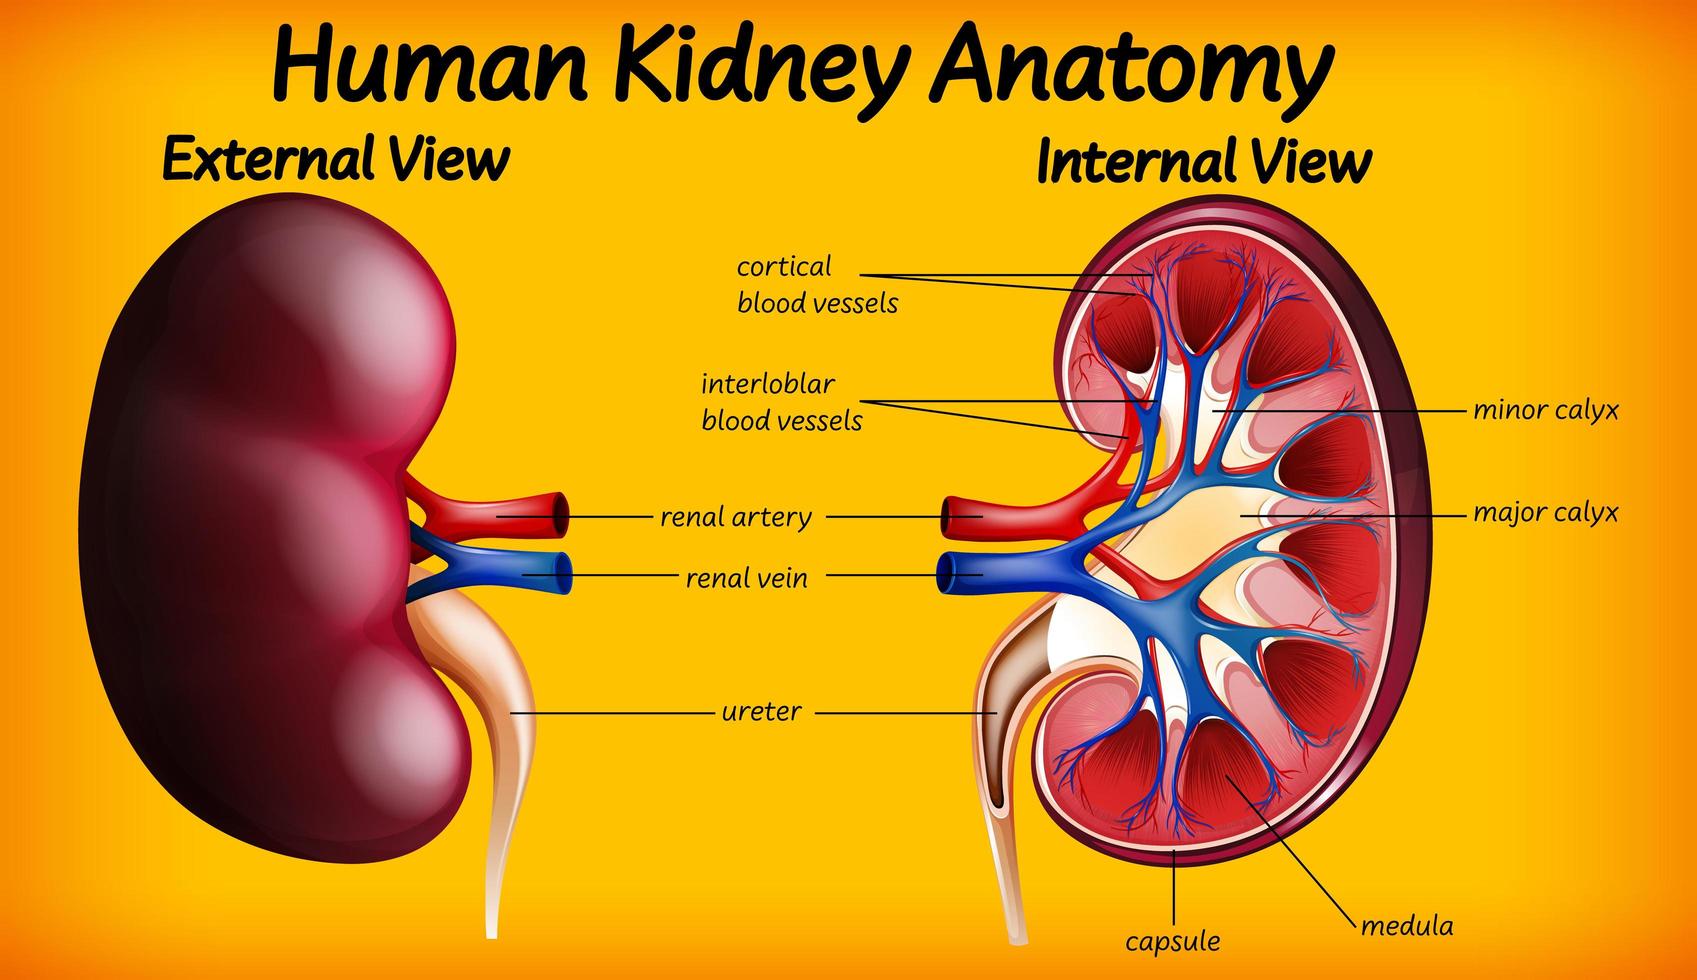 Human Kidney Anatomy
External View
Internal View
cortical
blood vessels
interloblar
blood vessels
renal artery
renal vein
ureter
minor calyx
major calyx
medula
capsule